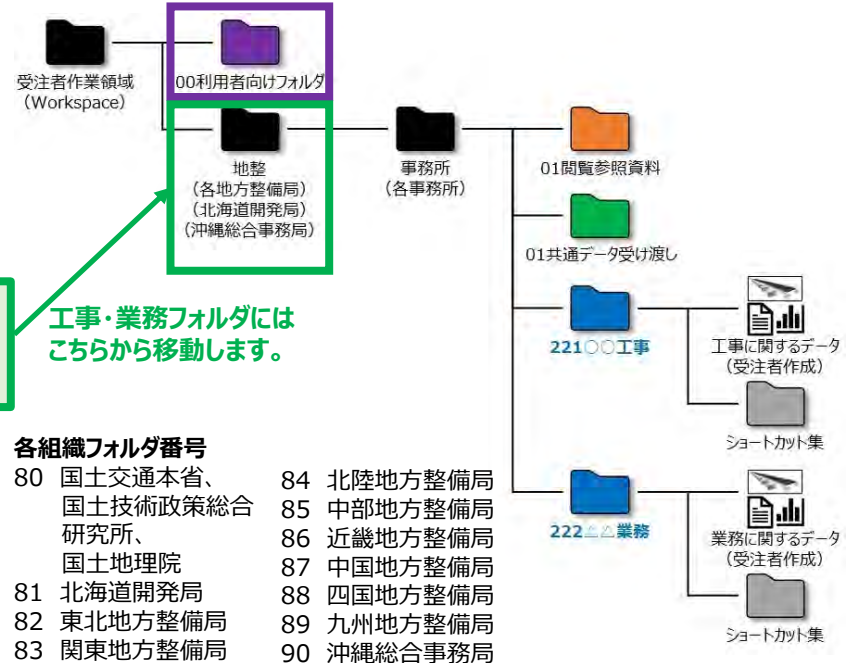 受注者作業領域
（Workspace）
00利用者向けフォルダ
地整
（各地方整備局）
（北海道開発局）
（沖縄総合事務局）
事務所
（各事務所）
01閲覧参照資料
01共通データ受け渡し
221○○工事
工事に関するデータ
（受注者作成）
ショートカット集
222△△業務
業務に関するデータ
（受注者作成）
ショートカット集
工事・業務フォルダには
こちらから移動します。
各組織フォルダ番号
80 国土交通本省、
国土技術政策総合
研究所、
国土地理院
81 北海道開発局
82 東北地方整備局
83 関東地方整備局
84 北陸地方整備局
85 中部地方整備局
86 近畿地方整備局
87 中国地方整備局
88 四国地方整備局
89 九州地方整備局
90 沖縄総合事務局